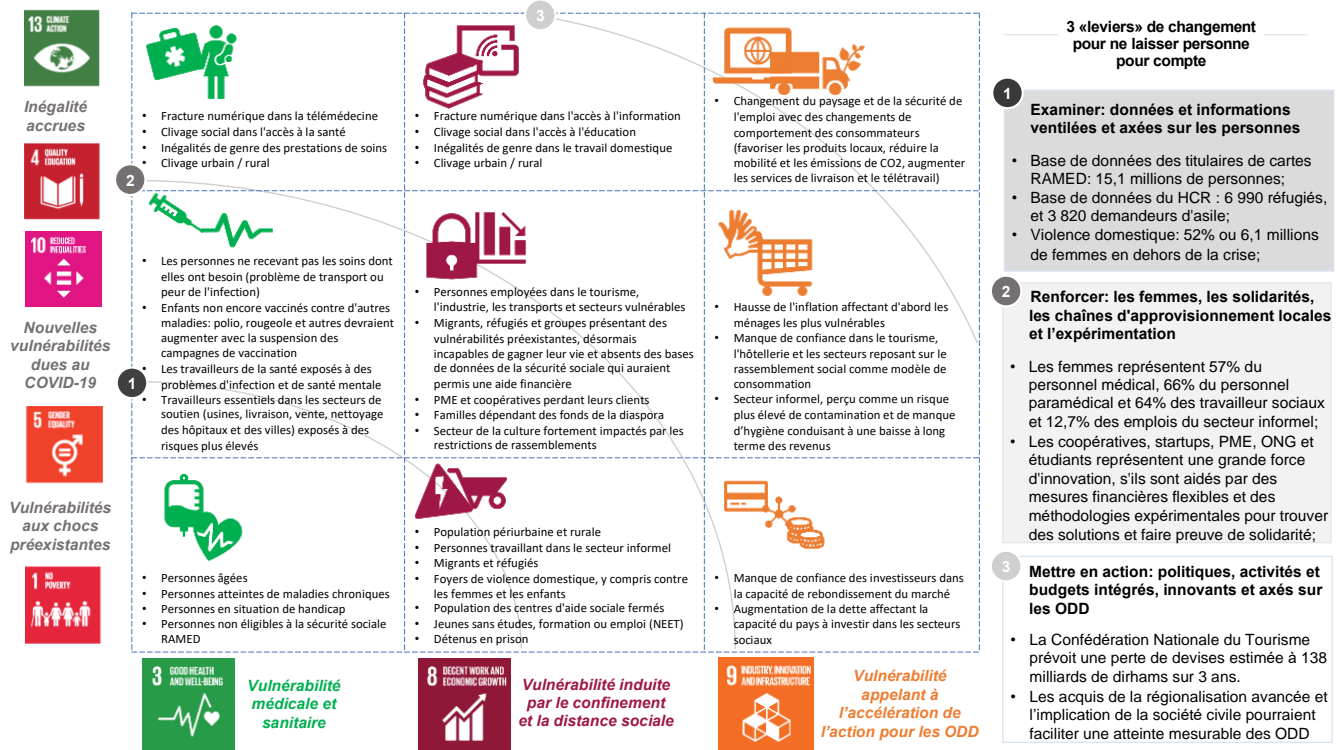 13 CLIMATE
ACTION
Inégalité
accrues
4 QUALITY
EDUCATION
10 REDUCED
INEQUALITIES
Nouvelles
vulnérabilités
dues au
COVID-19
5 GENDER
EQUALITY
Vulnérabilités
aux chocs
préexistantes
1 NO
POVERTY
3
2
1
• Fracture numérique dans la télémédecine
• Clivage social dans l'accès à la santé
• Inégalités de genre des prestations de soins
• Clivage urbain / rural
• Fracture numérique dans l'accès à l'information
• Clivage social dans l'accès à l'éducation
• Inégalités de genre dans le travail domestique
• Clivage urbain / rural
• Changement du paysage et de la sécurité de
l'emploi avec des changements de
comportement des consommateurs
(favoriser les produits locaux, réduire la
mobilité et les émissions de CO2, augmenter
les services de livraison et le télétravail)
• Les personnes ne recevant pas les soins dont
elles ont besoin (problème de transport ou
peur de l'infection)
• Enfants non encore vaccinés contre d'autres
maladies: polio, rougeole et autres devraient
augmenter avec la suspension des
campagnes de vaccination
• Les travailleurs de la santé exposés à des
problèmes d'infection et de santé mentale
• Travailleurs essentiels dans les secteurs de
soutien (usines, livraison, vente, nettoyage
des hôpitaux et des villes) exposés à des
risques plus élevés
• Personnes employées dans le tourisme,
l'industrie, les transports et secteurs vulnérables
• Migrants, réfugiés et groupes présentant des
vulnérabilités préexistantes, désormais
incapables de gagner leur vie et absents des bases
de données de la sécurité sociale qui auraient
permis une aide financière
• PME et coopératives perdant leurs clients
• Familles dépendant des fonds de la diaspora
• Secteur de la culture fortement impactés par les
restrictions de rassemblements
• Hausse de l'inflation affectant d'abord les
ménages les plus vulnérables
• Manque de confiance dans le tourisme,
l'hôtellerie et les secteurs reposant sur le
rassemblement social comme modèle de
consommation
• Secteur informel, perçu comme un risque
plus élevé de contamination et de manque
d'hygiène conduisant à une baisse à long
terme des revenus
• Personnes âgées
• Personnes atteintes de maladies chroniques
• Personnes en situation de handicap
• Personnes non éligibles à la sécurité sociale
RAMED
• Population périurbaine et rurale
• Personnes travaillant dans le secteur informel
• Migrants et réfugiés
• Foyers de violence domestique, y compris contre
les femmes et les enfants
• Population des centres d'aide sociale fermés
• Jeunes sans études, formation ou emploi (NEET)
• Détenus en prison
• Manque de confiance des investisseurs dans
la capacité de rebondissement du marché
• Augmentation de la dette affectant la
capacité du pays à investir dans les secteurs
sociaux
3 GOOD HEALTH
AND WELL-BEING
Vulnérabilité
médicale et
sanitaire
8 DECENT WORK AND
ECONOMIC GROWTH
Vulnérabilité induite
par le confinement
et la distance sociale
9 INDUSTRY, INNOVATION
AND INFRASTRUCTURE
Vulnérabilité
appelant à
l'accélération de
l'action pour les ODD
3 «leviers» de changement
pour ne laisser personne
pour compte
1
Examiner: données et informations
ventilées et axées sur les personnes
• Base de données des titulaires de cartes
RAMED: 15,1 millions de personnes;
• Base de données du HCR : 6 990 réfugiés,
et 3 820 demandeurs d'asile;
• Violence domestique: 52% ou 6,1 millions
de femmes en dehors de la crise;
2
Renforcer: les femmes, les solidarités,
les chaînes d'approvisionnement locales
et l'expérimentation
• Les femmes représentent 57% du
personnel médical, 66% du personnel
paramédical et 64% des travailleur sociaux
et 12,7% des emplois du secteur informel;
• Les coopératives, startups, PME, ONG et
étudiants représentent une grande force
d'innovation, s'ils sont aidés par des
mesures financières flexibles et des
méthodologies expérimentales pour trouver
des solutions et faire preuve de solidarité;
3
Mettre en action: politiques, activités et
budgets intégrés, innovants et axés sur
les ODD
• La Confédération Nationale du Tourisme
prévoit une perte de devises estimée à 138
milliards de dirhams sur 3 ans.
• Les acquis de la régionalisation avancée et
l'implication de la société civile pourraient
faciliter une atteinte mesurable des ODD